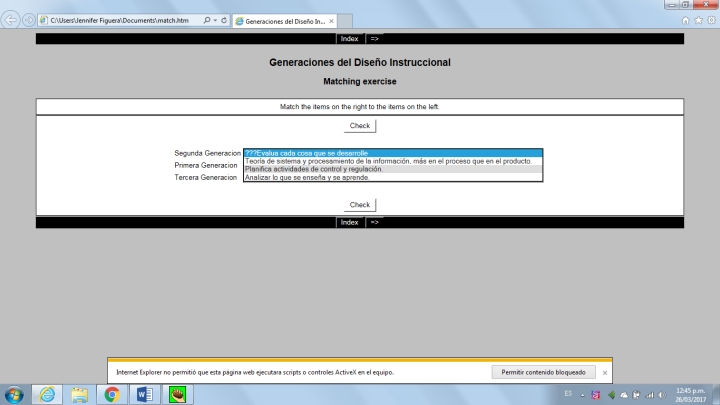 C:\Users\Jennifer Figuera\Documents\match.htm
Generaciones del Diseño In...
Index =>
Generaciones del Diseño Instruccional
Matching exercise
Match the items on the right to the items on the left.
Check
Segunda Generacion ???Evalua cada cosa que se desarrolle
Teoría de sistema y procesamiento de la información, más en el proceso que en el producto.
Primera Generacion
Planifica actividades de control y regulación.
Tercera Generacion Analizar lo que se enseña y se aprende.
Check
Index =>
Internet Explorer no permitió que esta página web ejecutara scripts o controles ActiveX en el equipo. Permitir contenido bloqueado
ES
12:45 p.m.
26/03/2017